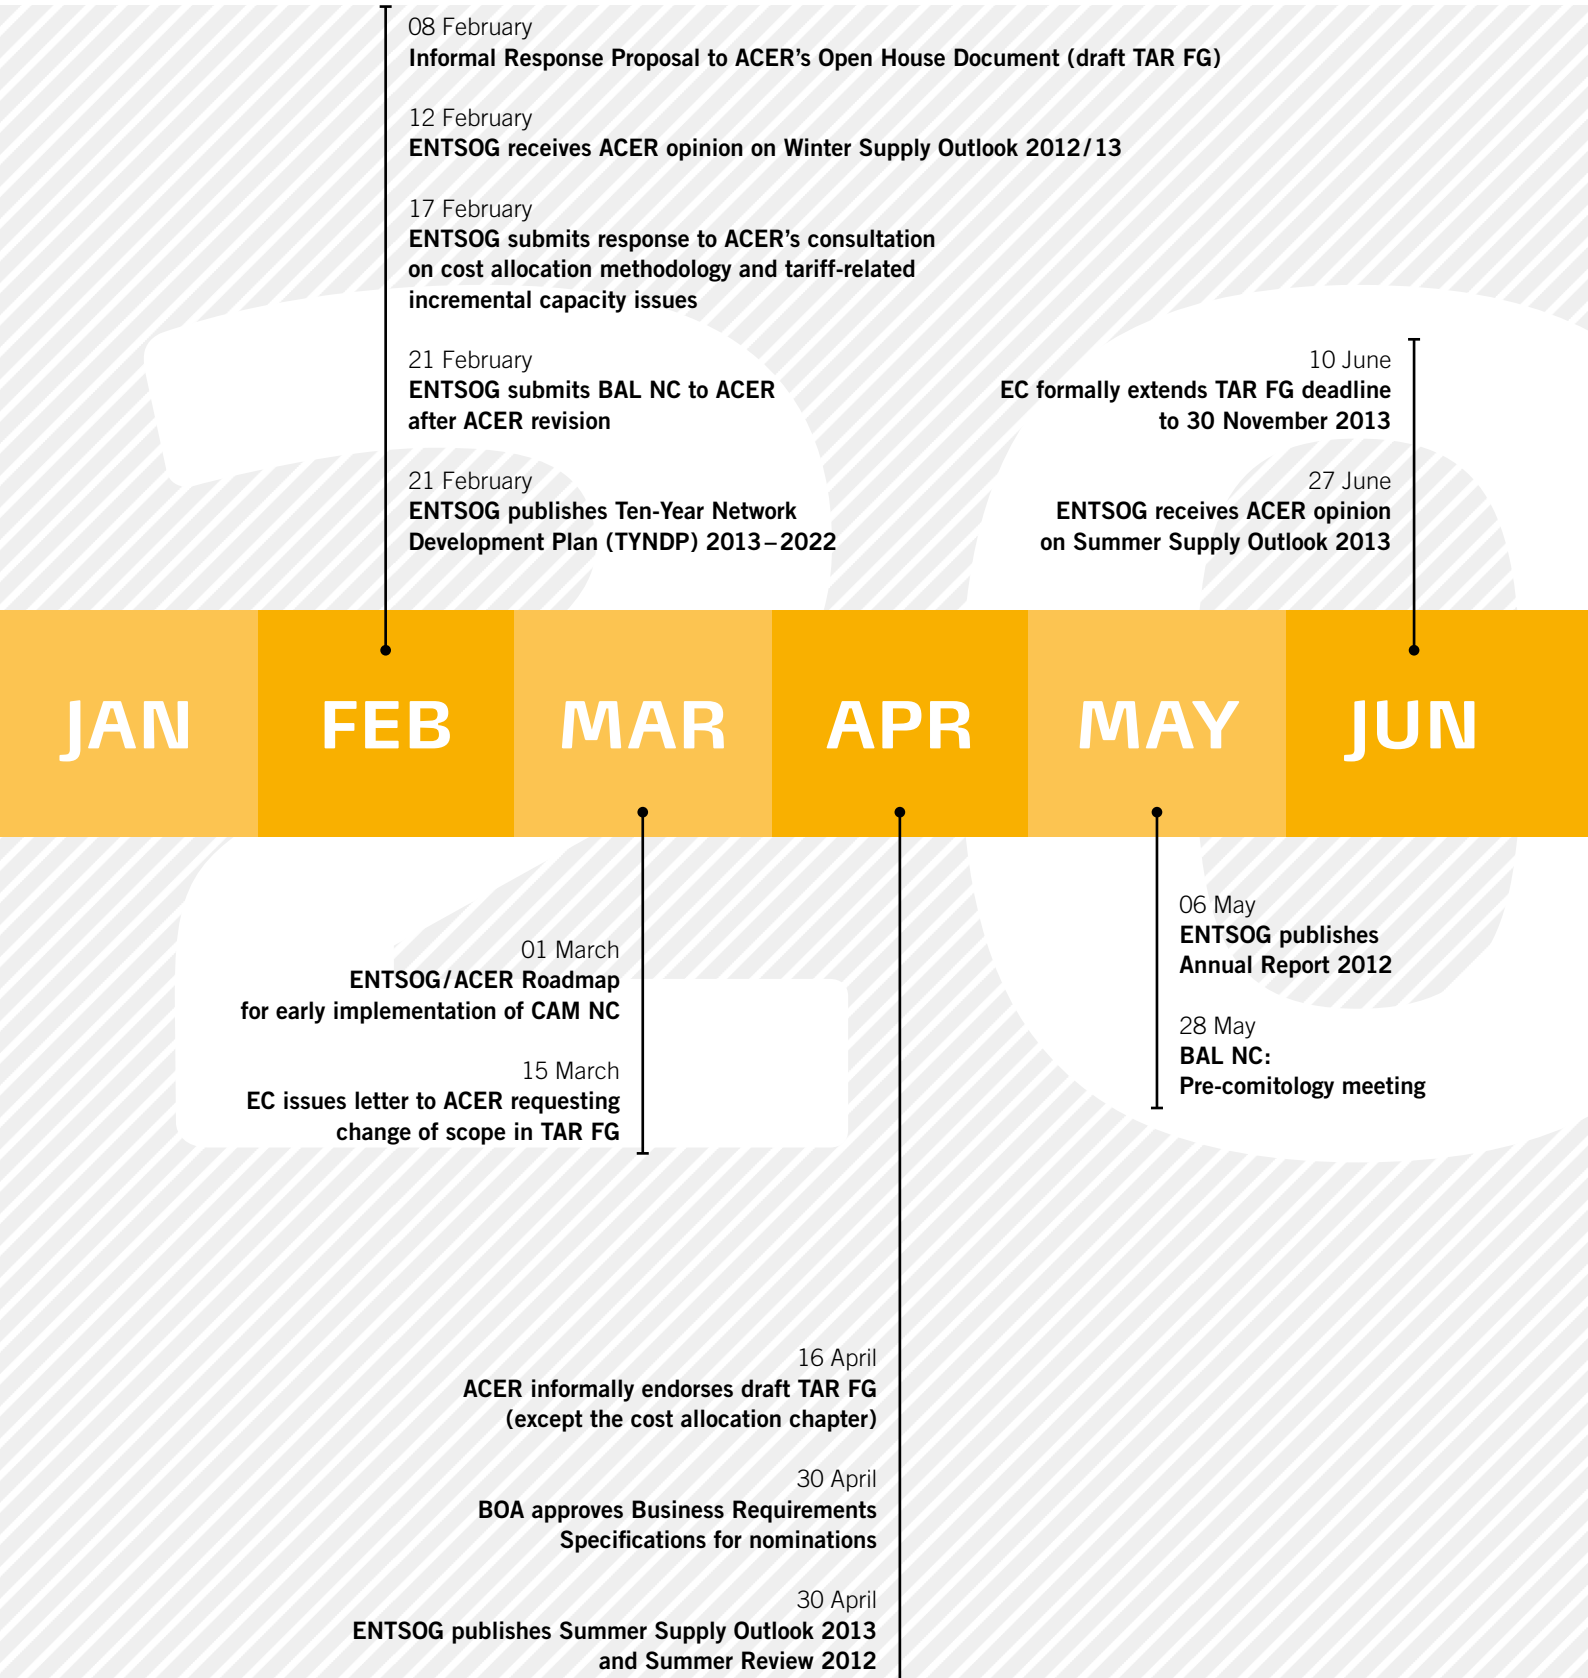 08 February
Informal Response Proposal to ACER’s Open House Document (draft TAR FG)
12 February
ENTSOG receives ACER opinion on Winter Supply Outlook 2012/13
17 February
ENTSOG submits response to ACER’s consultation
on cost allocation methodology and tariff-related
incremental capacity issues
21 February
ENTSOG submits BAL NC to ACER
after ACER revision
21 February
ENTSOG publishes Ten-Year Network
Development Plan (TYNDP) 2013–2022
10 June
EC formally extends TAR FG deadline
to 30 November 2013
27 June
ENTSOG receives ACER opinion
on Summer Supply Outlook 2013
JAN FEB MAR APR MAY JUN
01 March
ENTSOG/ACER Roadmap
for early implementation of CAM NC
15 March
EC issues letter to ACER requesting
change of scope in TAR FG
06 May
ENTSOG publishes
Annual Report 2012
28 May
BAL NC:
Pre-comitology meeting
16 April
ACER informally endorses draft TAR FG
(except the cost allocation chapter)
30 April
BOA approves Business Requirements
Specifications for nominations
30 April
ENTSOG publishes Summer Supply Outlook 2013
and Summer Review 2012